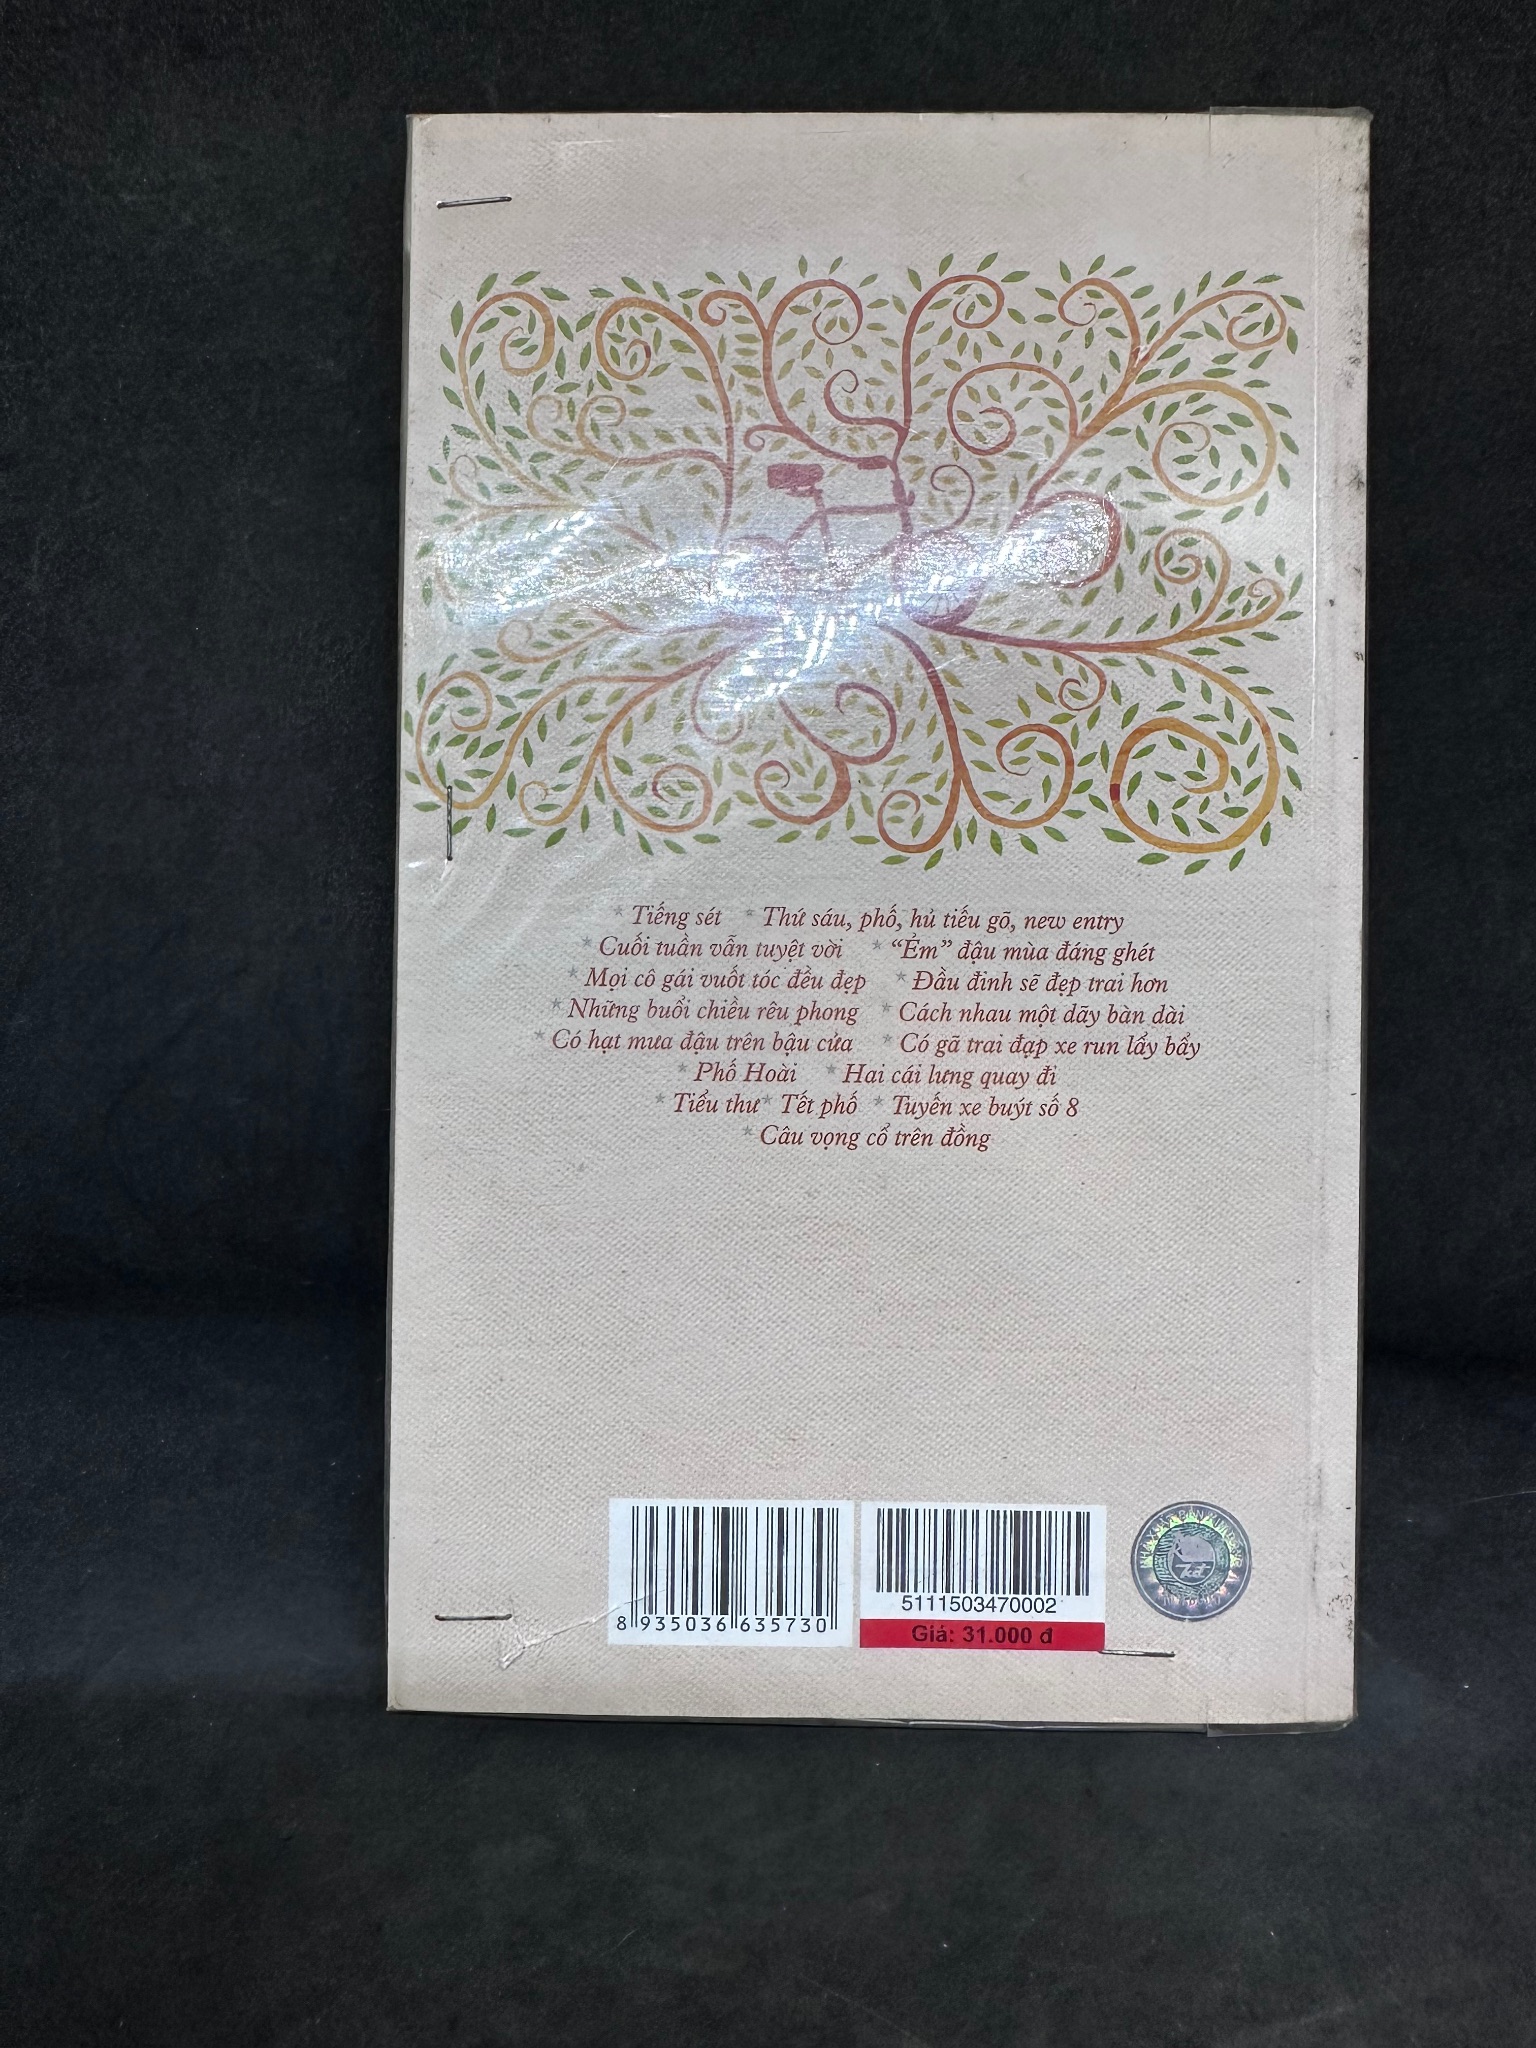 * Tiếng sét * Thứ sáu, phố, hủ tiếu gõ, new entry
* Cuối tuần vẫn tuyệt vời * “Ẻm” đậu mùa đáng ghét
* Mọi cô gái vuốt tóc đều đẹp * Đầu đinh sẽ đẹp trai hơn
* Những buổi chiều rêu phong * Cách nhau một dãy bàn dài
* Có hạt mưa đậu trên bậu cửa * Có gã trai đạp xe run lẩy bẩy
* Phố Hoài * Hai cái lưng quay đi
* Tiểu thư * Tết phố * Tuyến xe buýt số 8
* Câu vọng cổ trên đồng
8 935036 635730
5111503470002
Giá: 31.000 đ